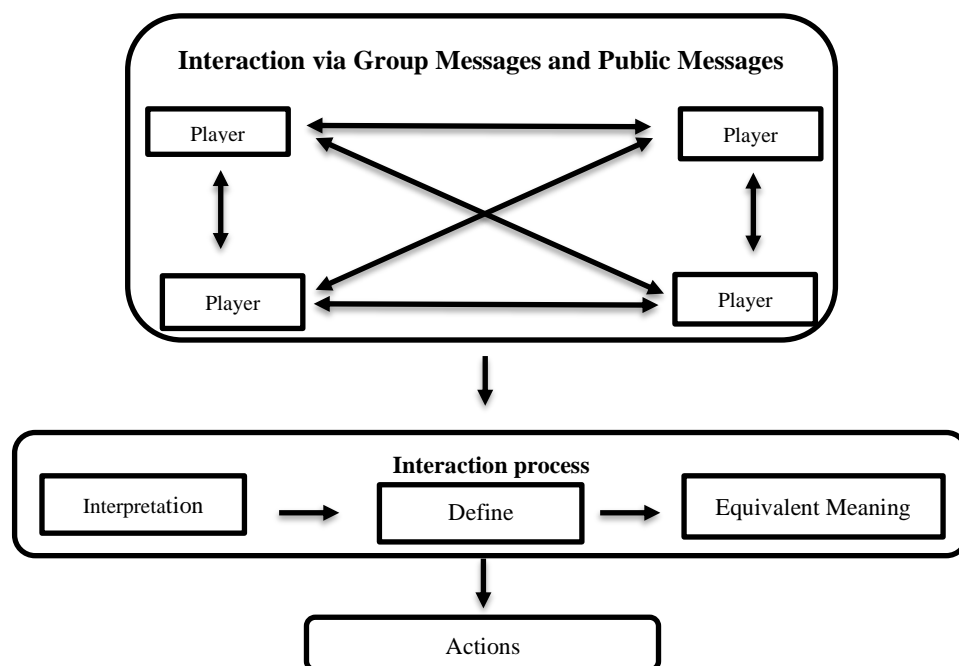 Interaction via Group Messages and Public Messages
Player
Player
Player
Player
Interaction process
Interpretation
Define
Equivalent Meaning
Actions